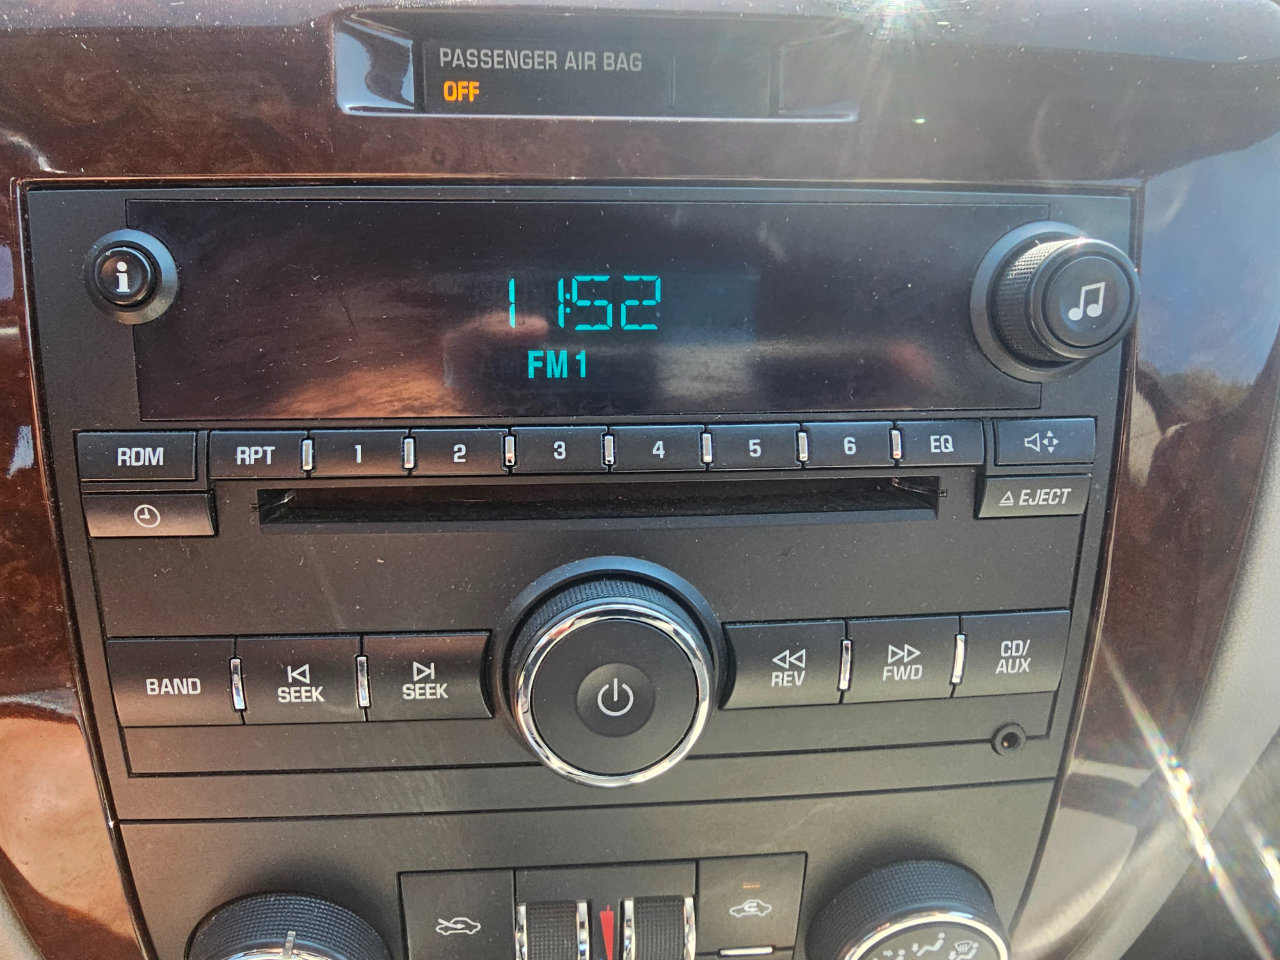 PASSENGER AIR BAG
OFF
i
11:52
FM1
RDM
RPT
1
2
3
4
5
6
EQ
EJECT
BAND
SEEK
SEEK
REV
FWD
CD/
AUX